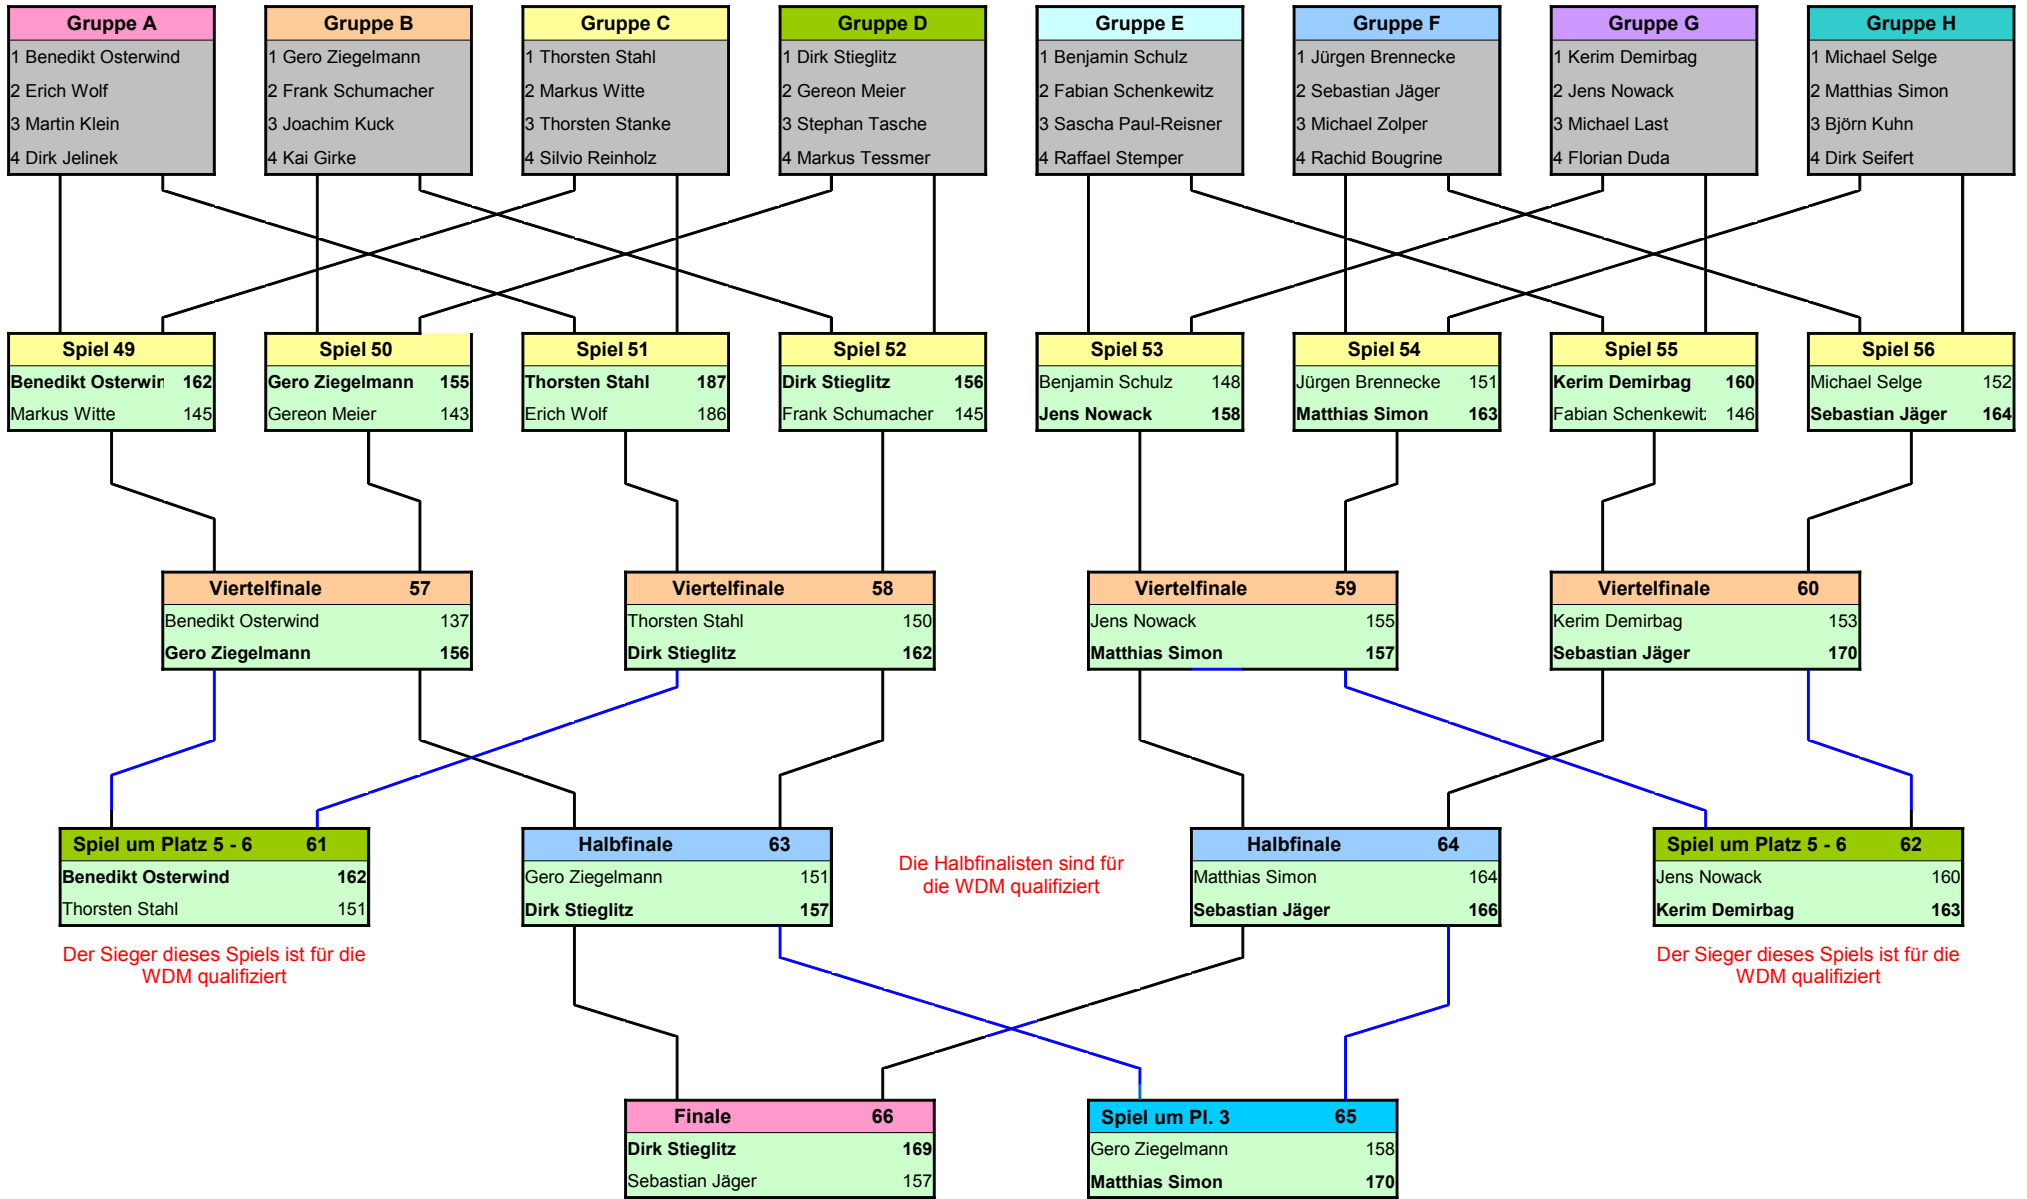 Gruppe A
1 Benedikt Osterwind
2 Erich Wolf
3 Martin Klein
4 Dirk Jelinek
Gruppe B
1 Gero Ziegelmann
2 Frank Schumacher
3 Joachim Kuck
4 Kai Girke
Gruppe C
1 Thorsten Stahl
2 Markus Witte
3 Thorsten Stanke
4 Silvio Reinholz
Gruppe D
1 Dirk Stieglitz
2 Gereon Meier
3 Stephan Tasche
4 Markus Tessmer
Gruppe E
1 Benjamin Schulz
2 Fabian Schenkewitz
3 Sascha Paul-Reisner
4 Raffael Stemper
Gruppe F
1 Jürgen Brennecke
2 Sebastian Jäger
3 Michael Zolper
4 Rachid Bougrine
Gruppe G
1 Kerim Demirbag
2 Jens Nowack
3 Michael Last
4 Florian Duda
Gruppe H
1 Michael Selge
2 Matthias Simon
3 Björn Kuhn
4 Dirk Seifert
Spiel 49
Benedikt Osterwin 162
Markus Witte 145
Spiel 50
Gero Ziegelmann 155
Gereon Meier 143
Spiel 51
Thorsten Stahl 187
Erich Wolf 186
Spiel 52
Dirk Stieglitz 156
Frank Schumacher 145
Spiel 53
Benjamin Schulz 148
Jens Nowack 158
Spiel 54
Jürgen Brennecke 151
Matthias Simon 163
Spiel 55
Kerim Demirbag 160
Fabian Schenkewit 146
Spiel 56
Michael Selge 152
Sebastian Jäger 164
Viertelfinale 57
Benedikt Osterwind 137
Gero Ziegelmann 156
Viertelfinale 58
Thorsten Stahl 150
Dirk Stieglitz 162
Viertelfinale 59
Jens Nowack 155
Matthias Simon 157
Viertelfinale 60
Kerim Demirbag 153
Sebastian Jäger 170
Spiel um Platz 5 - 6 61
Benedikt Osterwind 162
Thorsten Stahl 151
Der Sieger dieses Spiels ist für die
WDM qualifiziert
Halbfinale 63
Gero Ziegelmann 151
Dirk Stieglitz 157
Die Halbfinalisten sind für
die WDM qualifiziert
Halbfinale 64
Matthias Simon 164
Sebastian Jäger 166
Spiel um Platz 5 - 6 62
Jens Nowack 160
Kerim Demirbag 163
Der Sieger dieses Spiels ist für die
WDM qualifiziert
Finale 66
Dirk Stieglitz 169
Sebastian Jäger 157
Spiel um Pl. 3 65
Gero Ziegelmann 158
Matthias Simon 170